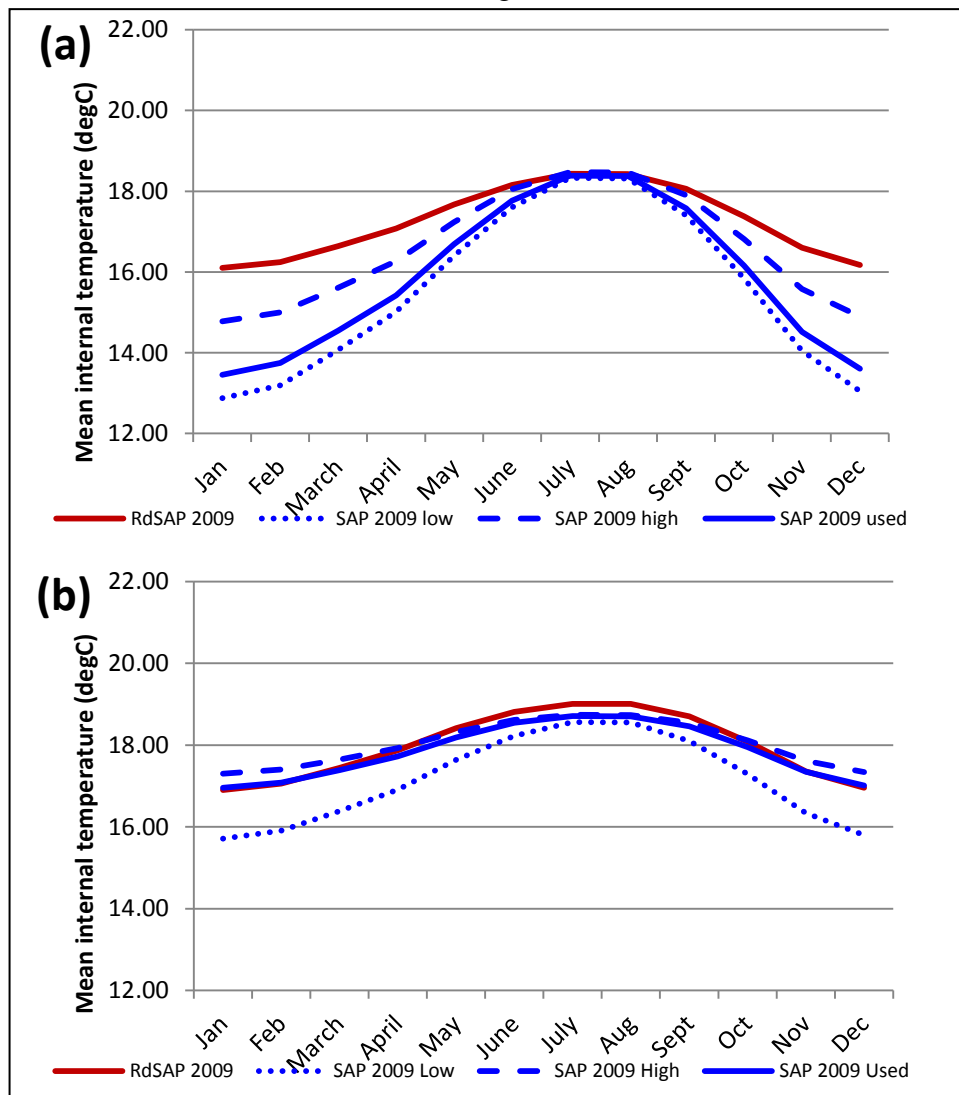 (a)
Mean internal temperature (degC)
22.00
20.00
18.00
16.00
14.00
12.00
Jan Feb March April May June July Aug Sept Oct Nov Dec
RdSAP 2009 SAP 2009 low SAP 2009 high SAP 2009 used
(b)
Mean internal temperature (degC)
22.00
20.00
18.00
16.00
14.00
12.00
Jan Feb March April May June July Aug Sept Oct Nov Dec
RdSAP 2009 SAP 2009 Low SAP 2009 High SAP 2009 Used